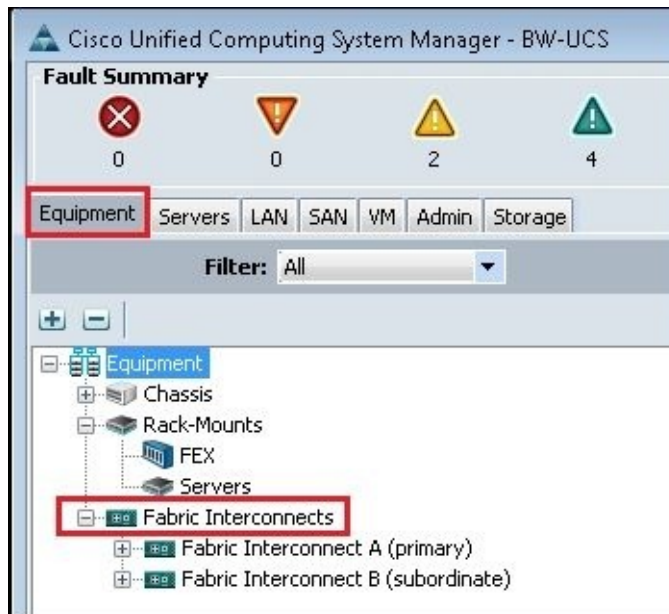 Cisco Unified Computing System Manager - BW-UCS
Fault Summary
0 0 2 4
Equipment Servers LAN SAN VM Admin Storage
Filter: All
Equipment
Chassis
Rack-Mounts
FEX
Servers
Fabric Interconnects
Fabric Interconnect A (primary)
Fabric Interconnect B (subordinate)